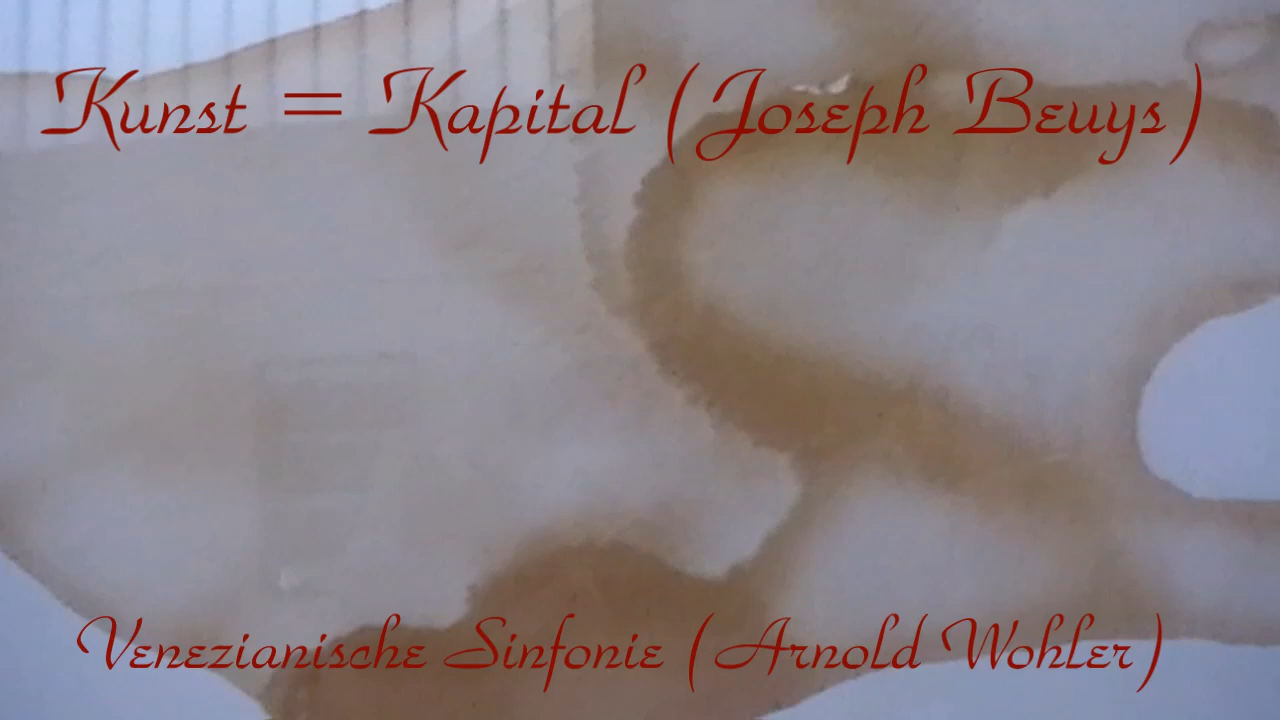 Kunst = Kapital (Joseph Beuys)
Venezianische Sinfonie (Arnold Wohler)